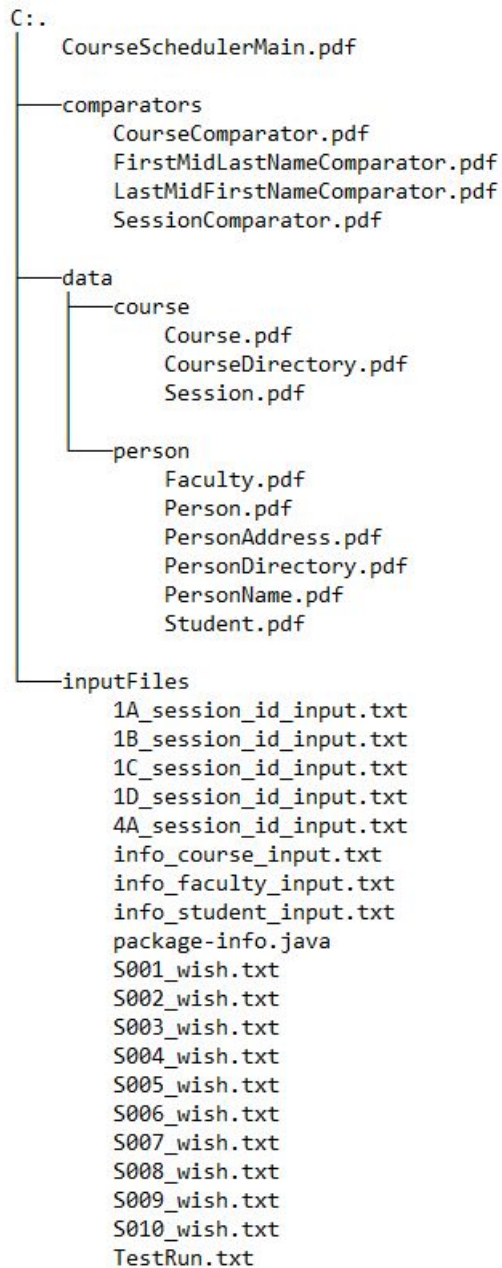 C:.
CourseSchedulerMain.pdf
comparators
CourseComparator.pdf
FirstMidLastNameComparator.pdf
LastMidFirstNameComparator.pdf
SessionComparator.pdf
data
course
Course.pdf
CourseDirectory.pdf
Session.pdf
person
Faculty.pdf
Person.pdf
PersonAddress.pdf
PersonDirectory.pdf
PersonName.pdf
Student.pdf
inputFiles
1A_session_id_input.txt
1B_session_id_input.txt
1C_session_id_input.txt
1D_session_id_input.txt
4A_session_id_input.txt
info_course_input.txt
info_faculty_input.txt
info_student_input.txt
package-info.java
S001_wish.txt
S002_wish.txt
S003_wish.txt
S004_wish.txt
S005_wish.txt
S006_wish.txt
S007_wish.txt
S008_wish.txt
S009_wish.txt
S010_wish.txt
TestRun.txt